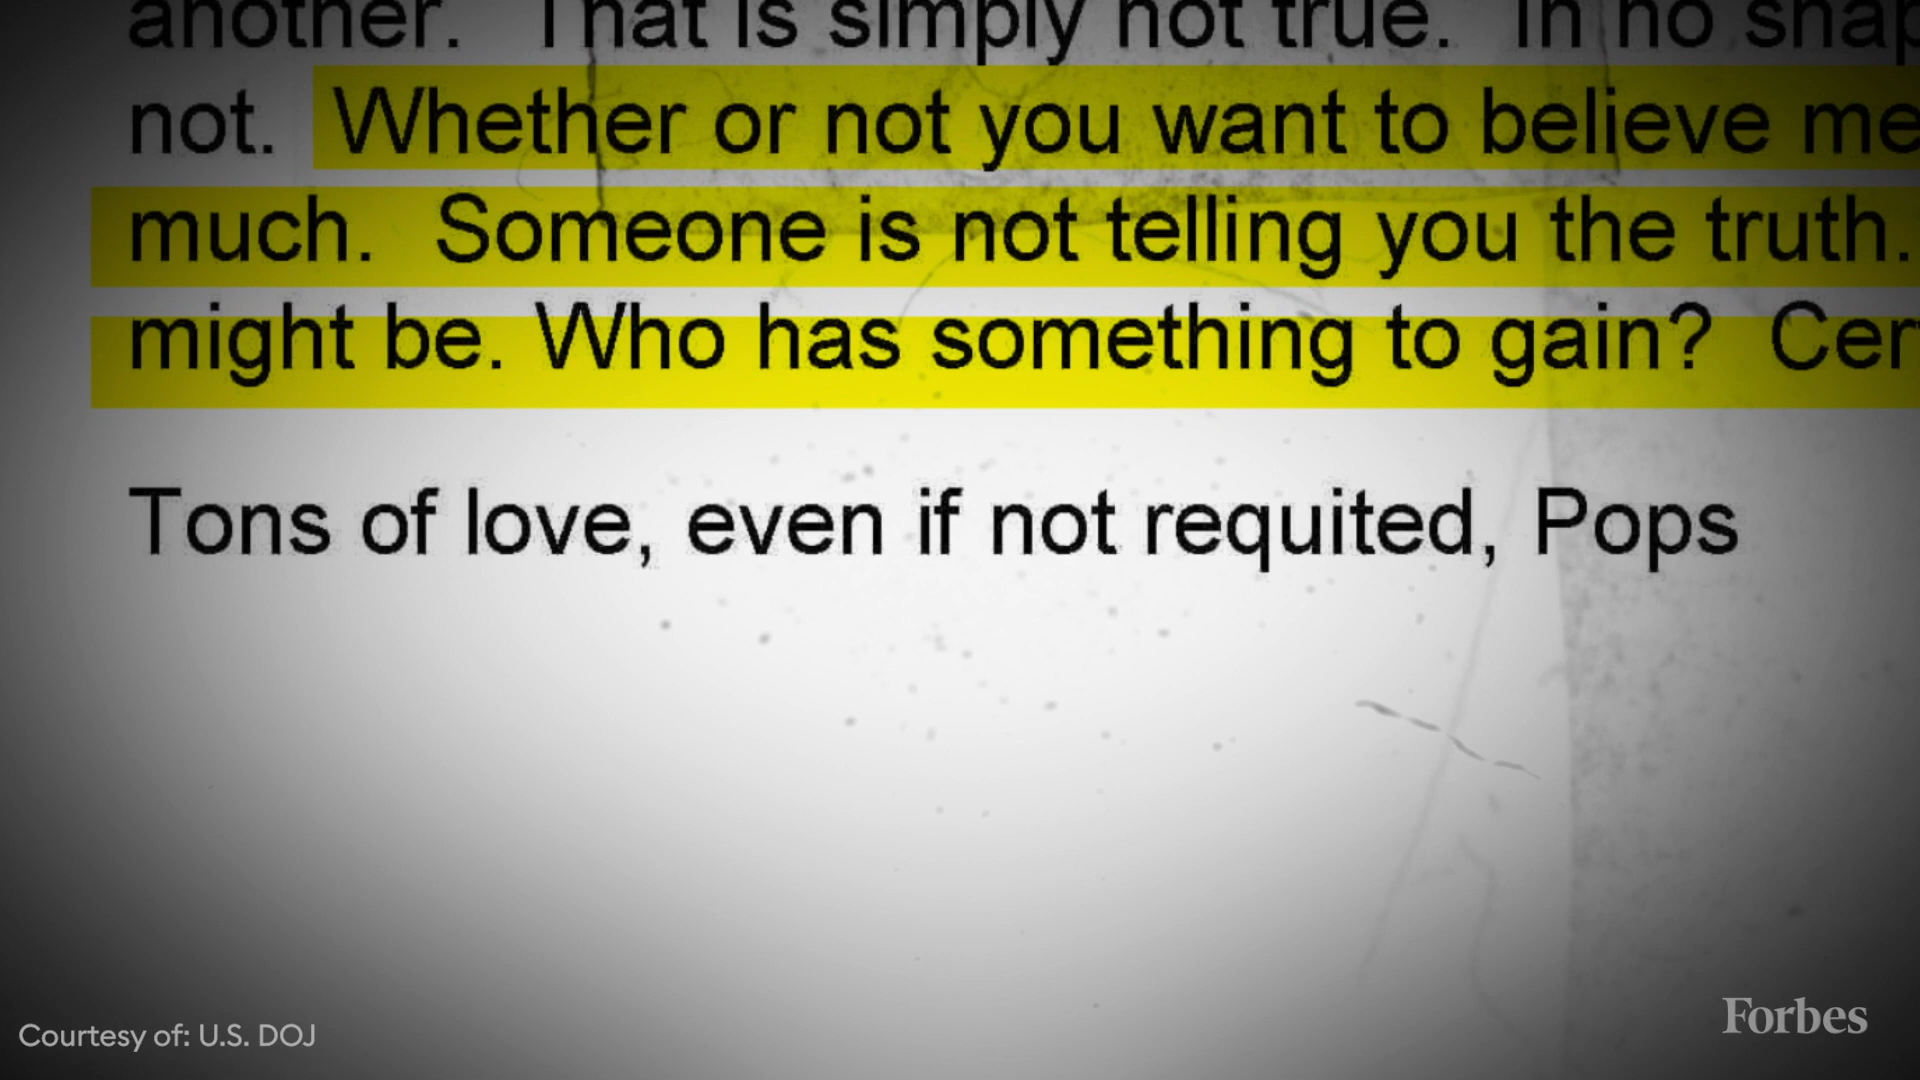 another. That is simply not true. In no shap
not. Whether or not you want to believe me
much. Someone is not telling you the truth.
might be. Who has something to gain? Cer
Tons of love, even if not requited, Pops
Courtesy of: U.S. DOJ
Forbes